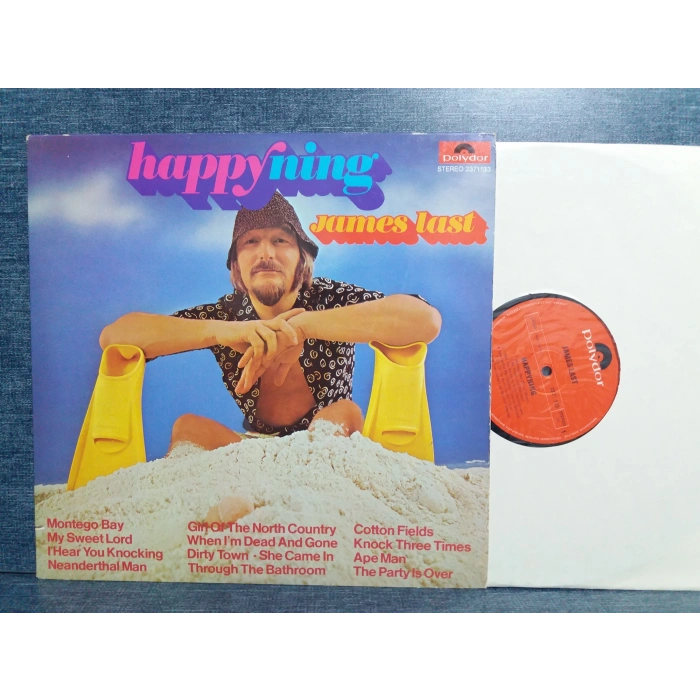 happyning
polydor
STEREO 2371133
James last
Montego Bay
My Sweet Lord
I'Hear You Knocking
Neanderthal Man
Girl Of The North Country
When I'm Dead And Gone
Dirty Town · She Came In
Through The Bathroom
Cotton Fields
Knock Three Times
Ape Man
The Party Is Over
polydor
JAMES LAST
HAPPYNING